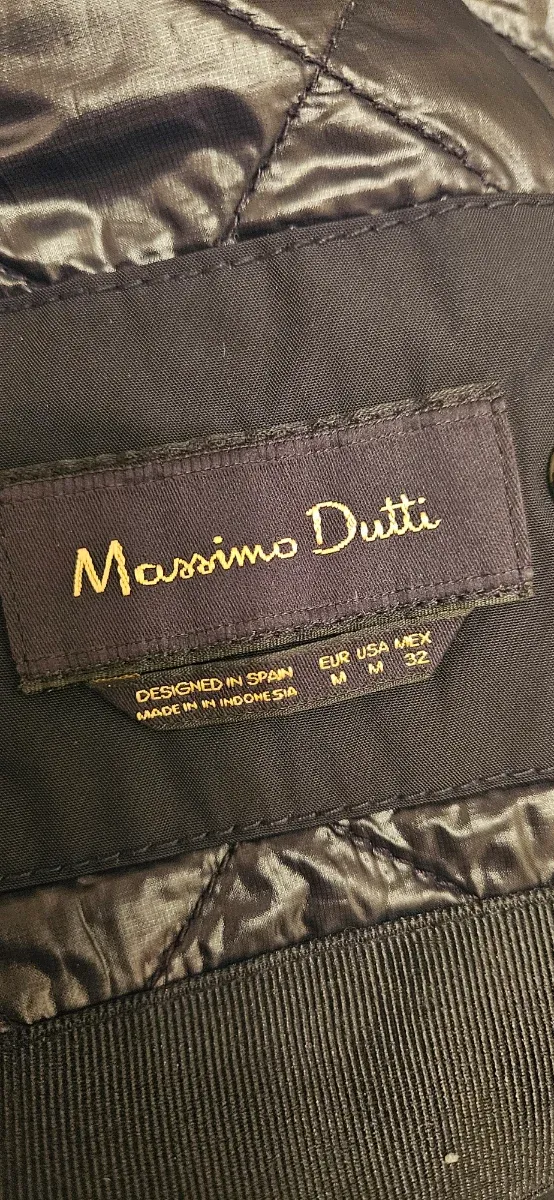 Massimo Dutti
DESIGNED IN SPAIN
MADE IN IN INDONESIA
EUR USA MEX
M M 32